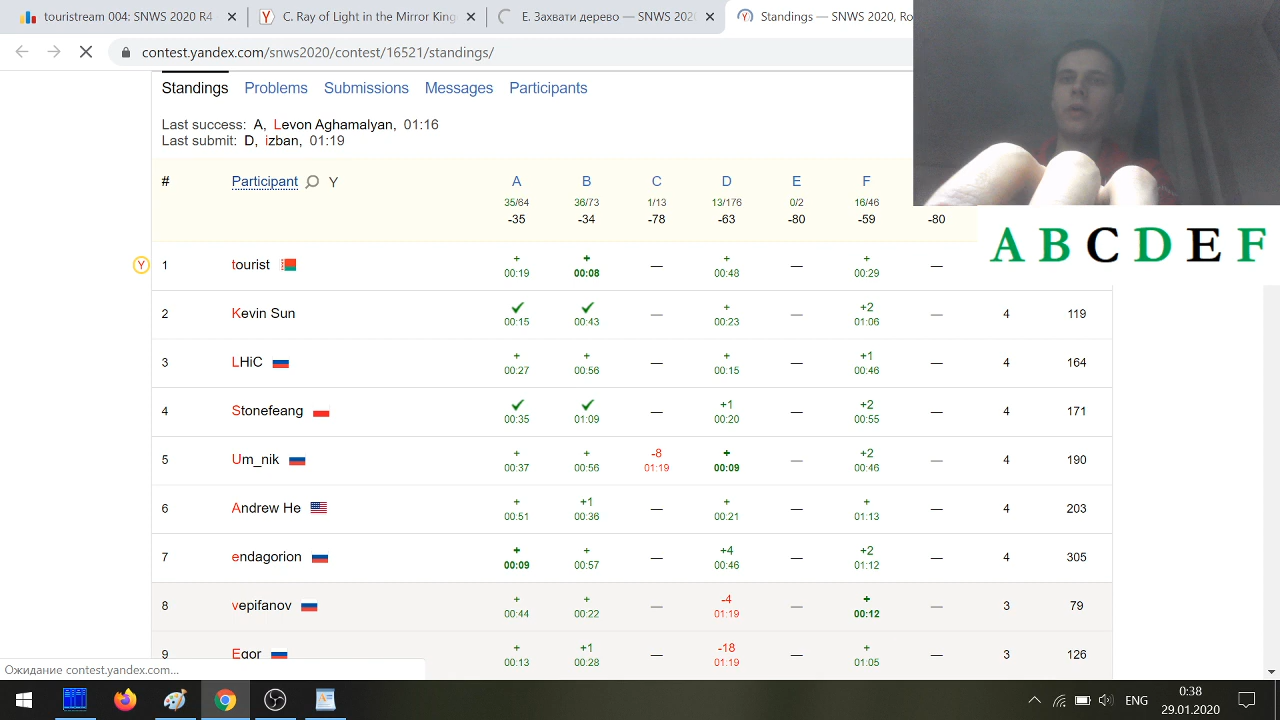 touristream 004: SNWS 2020 R4
C. Ray of Light in the Mirror King
E. Захвати дерево — SNWS 202
Standings — SNWS 2020, Ro
contest.yandex.com/snws2020/contest/16521/standings/
Standings Problems Submissions Messages Participants
Last success: A, Levon Aghamalyan, 01:16
Last submit: D, izban, 01:19
# Participant Y A B C D E F
35/64 36/73 1/13 13/176 0/2 16/46
-35 -34 -78 -63 -80 -59 -80
A B C D E F
1 tourist + + — + — + —
00:19 00:08 00:48 00:29
2 Kevin Sun ✓ ✓ — + — +2 — 4 119
00:15 00:43 00:23 01:06
3 LHiC + + — + — +1 — 4 164
00:27 00:56 00:15 00:46
4 Stonefeang ✓ ✓ — +1 — +2 — 4 171
00:35 01:09 00:20 00:55
5 Um_nik + + -8 + — +2 — 4 190
00:37 00:56 01:19 00:09 00:46
6 Andrew He + +1 — + — + — 4 203
00:51 00:36 00:21 01:13
7 endagorion + + — +4 — +2 — 4 305
00:09 00:57 00:46 01:12
8 vepifanov + + — -4 — + — 3 79
00:44 00:22 01:19 00:12
9 Egor + +1 — -18 — + — 3 126
00:13 00:28 01:19 01:05
Ожидание contest.yandex.com...
ENG
0:38
29.01.2020